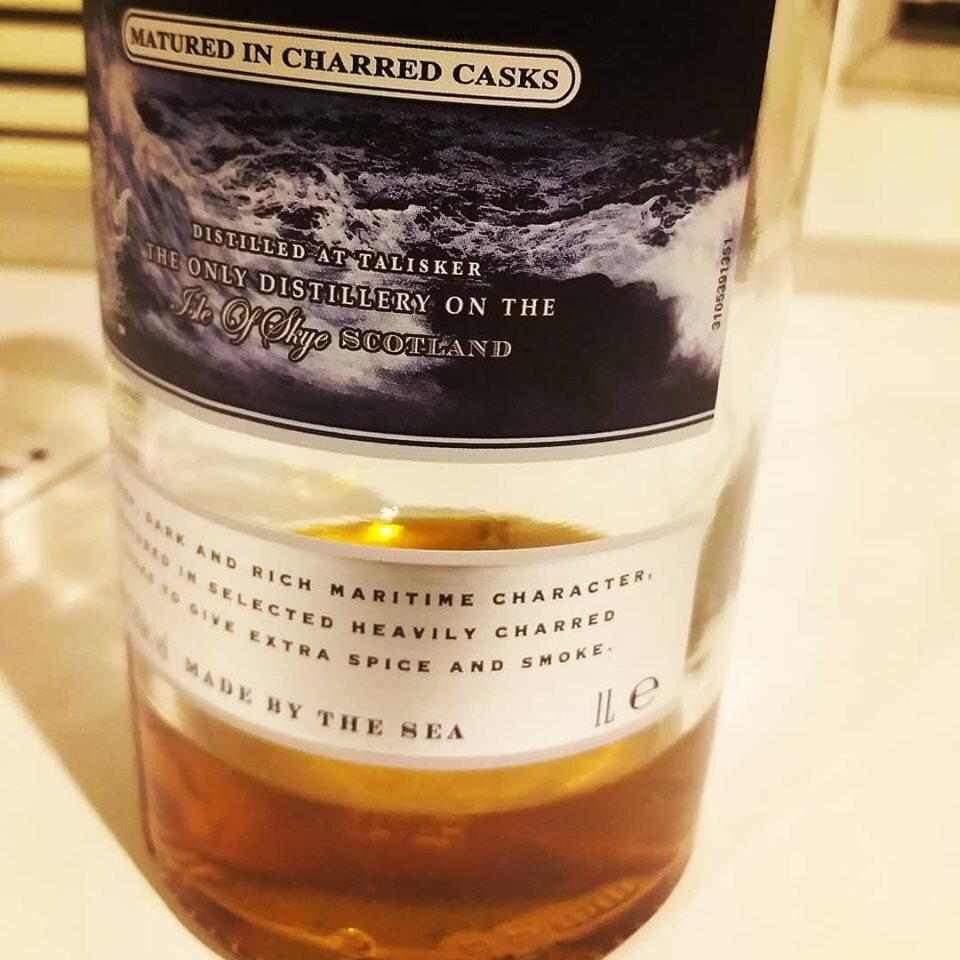 MATURED IN CHARRED CASKS
DISTILLED AT TALISKER
THE ONLY DISTILLERY ON THE
Isle Of Skye SCOTLAND
3105391351
DARK AND RICH MARITIME CHARACTER,
IN SELECTED HEAVILY CHARRED
TO GIVE EXTRA SPICE AND SMOKE.
MADE BY THE SEA
1L e